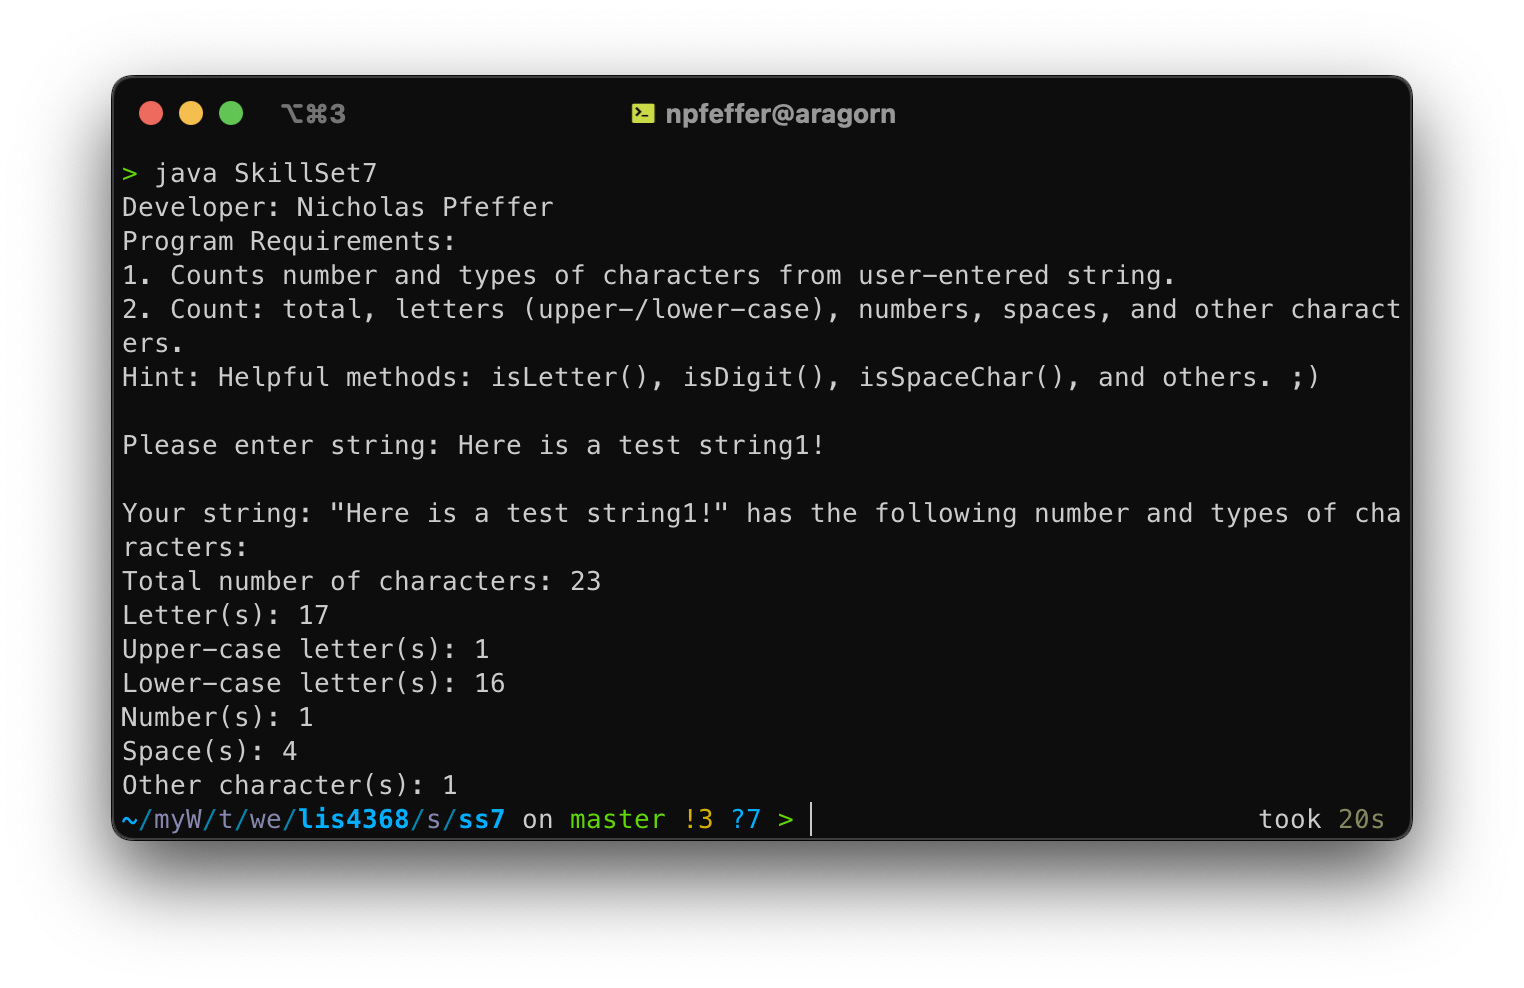 ⌥⌘3
npfeffer@aragorn
> java SkillSet7
Developer: Nicholas Pfeffer
Program Requirements:
1. Counts number and types of characters from user-entered string.
2. Count: total, letters (upper-/lower-case), numbers, spaces, and other charact
ers.
Hint: Helpful methods: isLetter(), isDigit(), isSpaceChar(), and others. ;)
Please enter string: Here is a test string1!
Your string: "Here is a test string1!" has the following number and types of cha
racters:
Total number of characters: 23
Letter(s): 17
Upper-case letter(s): 1
Lower-case letter(s): 16
Number(s): 1
Space(s): 4
Other character(s): 1
~/myW/t/we/lis4368/s/ss7 on master !3 ?7 > took 20s